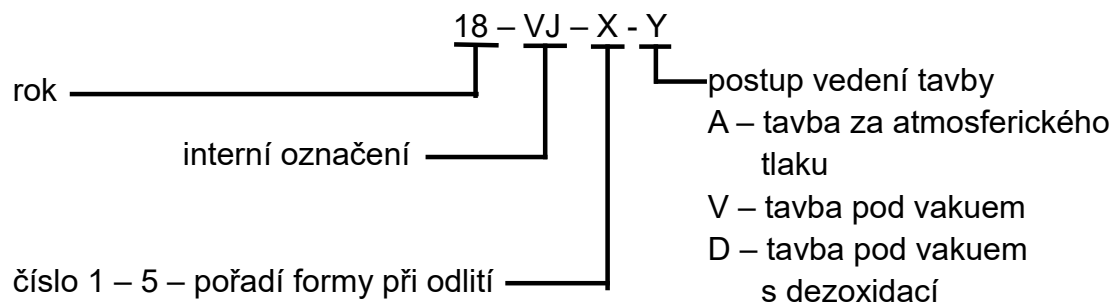 18 – VJ – X - Y
rok
postup vedení tavby
A – tavba za atmosferického
tlaku
interní označení
V – tavba pod vakuem
D – tavba pod vakuem
s dezoxidací
číslo 1 – 5 – pořadí formy při odlití